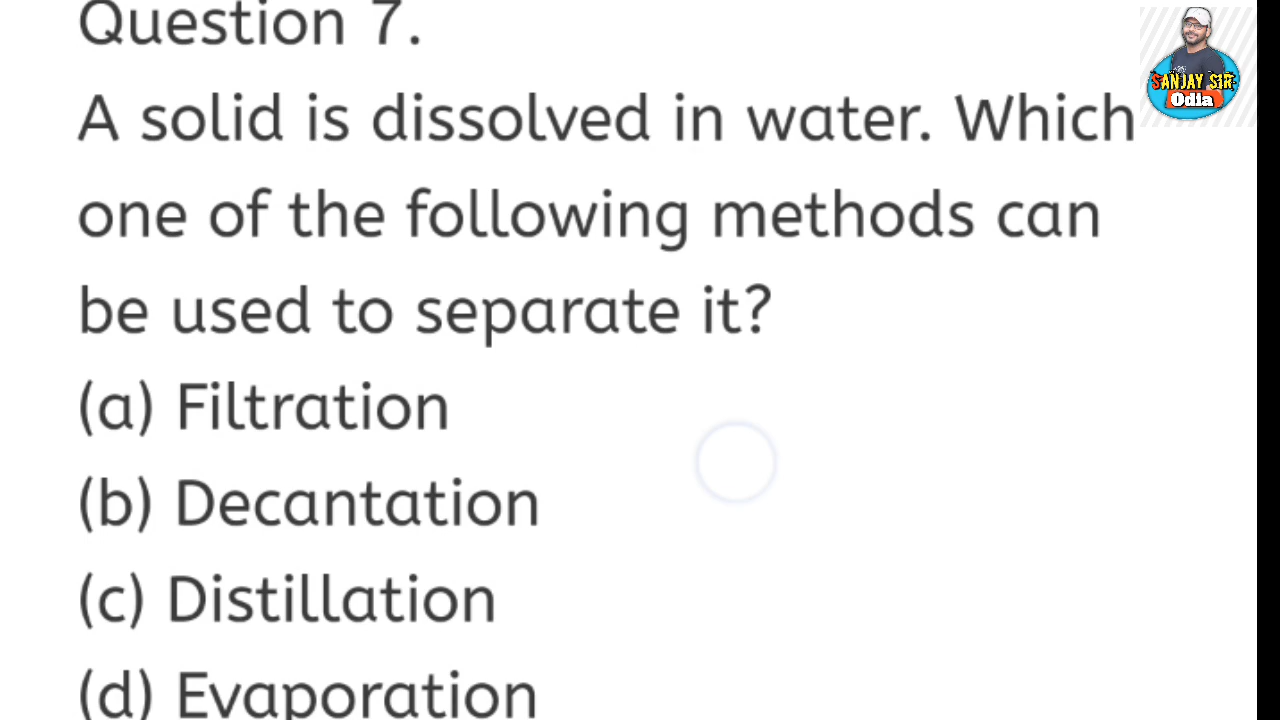 Question 7.
A solid is dissolved in water. Which
one of the following methods can
be used to separate it?
(a) Filtration
(b) Decantation
(c) Distillation
(d) Evaporation
SANJAY SIR
Odia